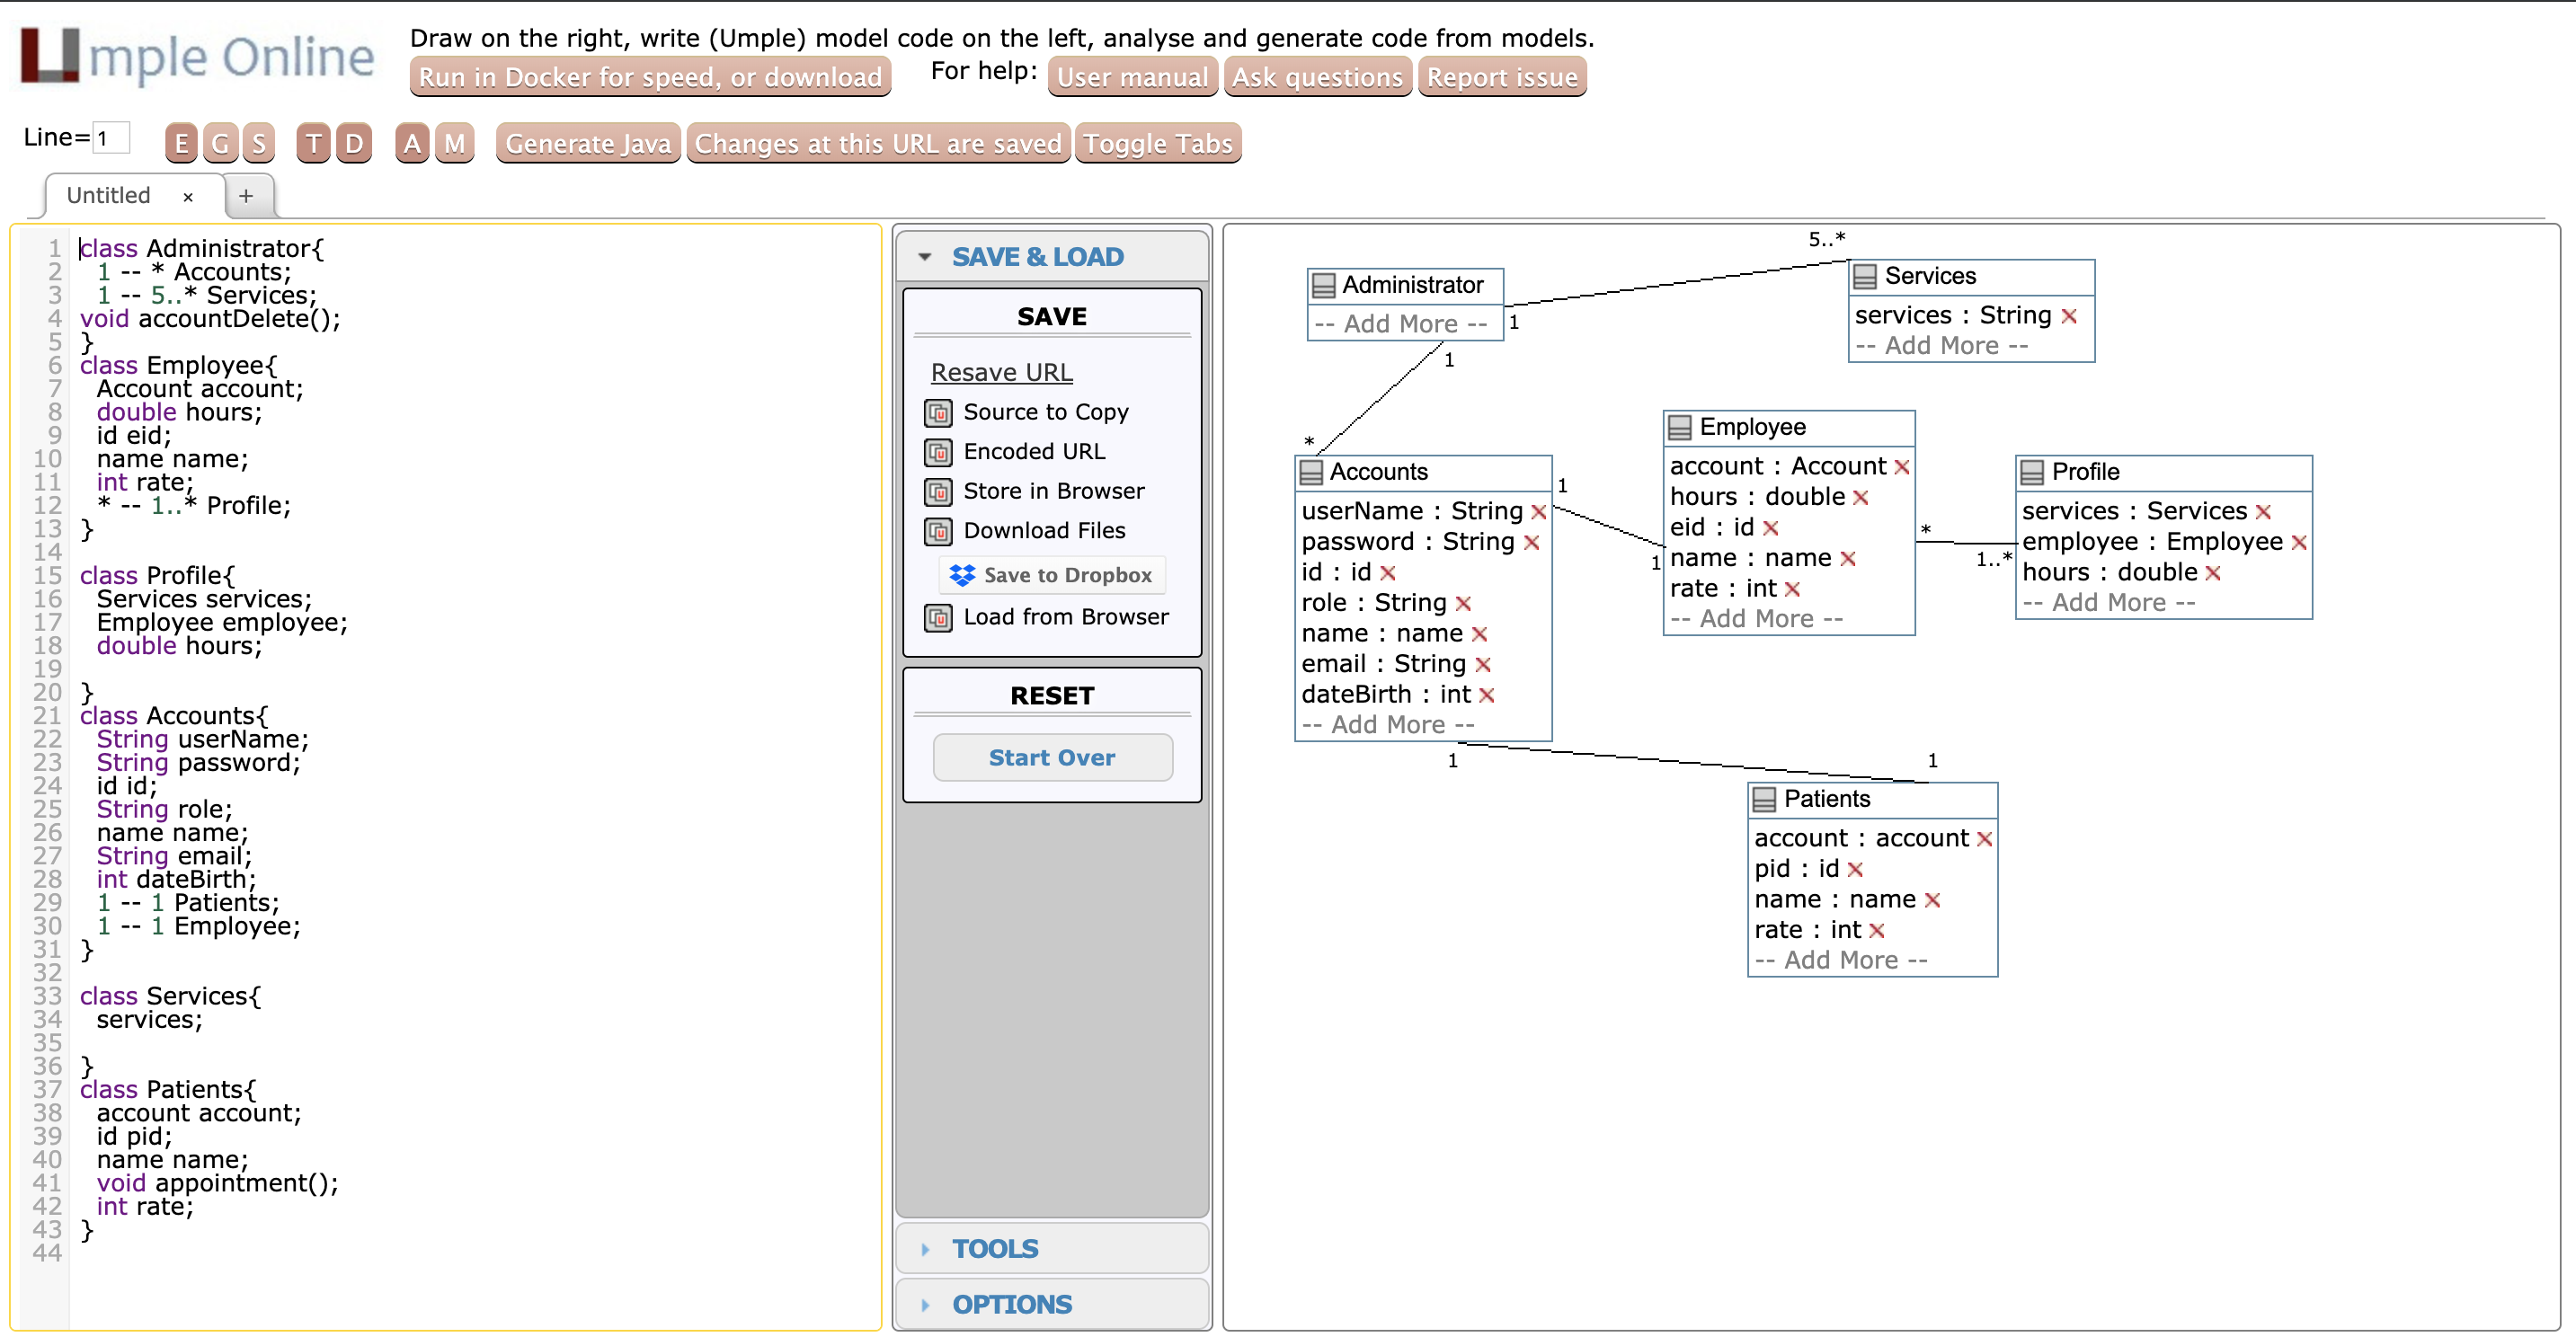 Umple Online
Draw on the right, write (Umple) model code on the left, analyse and generate code from models.
Run in Docker for speed, or download For help: User manual Ask questions Report issue
Line= 1 E G S T D A M Generate Java Changes at this URL are saved Toggle Tabs
Untitled × +
1 class Administrator{
2 1 -- * Accounts;
3 1 -- 5..* Services;
4 void accountDelete();
5 }
6 class Employee{
7 Account account;
8 double hours;
9 id eid;
10 name name;
11 int rate;
12 * -- 1..* Profile;
13 }
14
15 class Profile{
16 Services services;
17 Employee employee;
18 double hours;
19
20 }
21 class Accounts{
22 String userName;
23 String password;
24 id id;
25 String role;
26 name name;
27 String email;
28 int dateBirth;
29 1 -- 1 Patients;
30 1 -- 1 Employee;
31 }
32
33 class Services{
34 services;
35
36 }
37 class Patients{
38 account account;
39 id pid;
40 name name;
41 void appointment();
42 int rate;
43 }
44
SAVE & LOAD
SAVE
Resave URL
Source to Copy
Encoded URL
Store in Browser
Download Files
Save to Dropbox
Load from Browser
RESET
Start Over
TOOLS
OPTIONS
Administrator
-- Add More --
1
1
5..*
Services
services : String
-- Add More --
*
Accounts
userName : String
password : String
id : id
role : String
name : name
email : String
dateBirth : int
-- Add More --
1
1
Employee
account : Account
hours : double
eid : id
name : name
rate : int
-- Add More --
*
1..*
Profile
services : Services
employee : Employee
hours : double
-- Add More --
1
1
Patients
account : account
pid : id
name : name
rate : int
-- Add More --